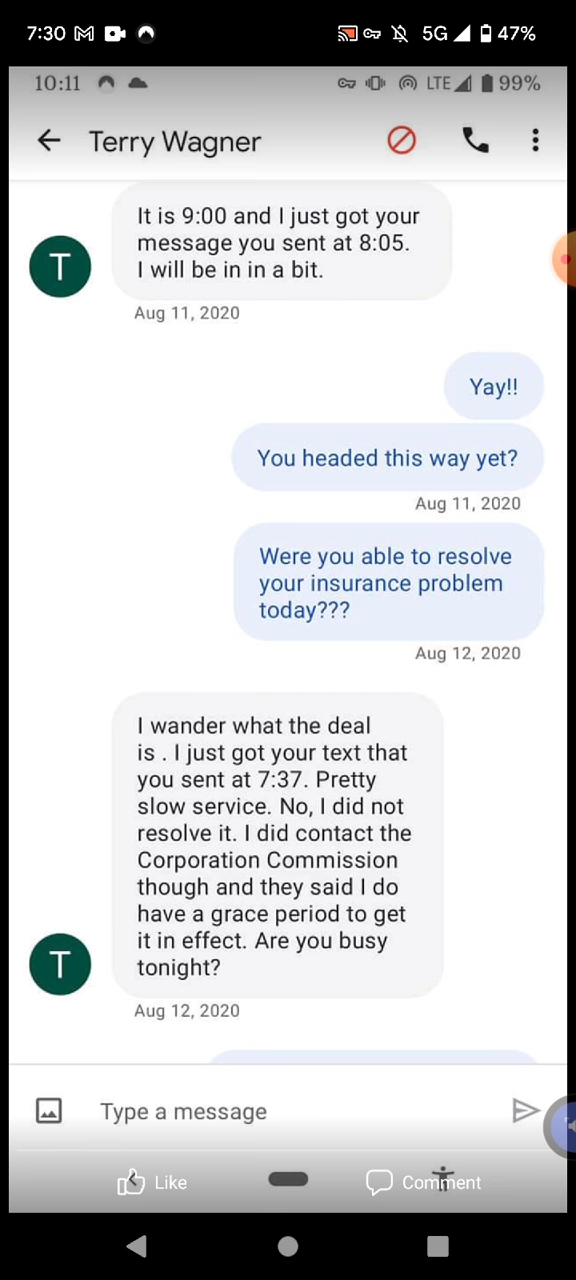 7:30 5G 47%
10:11 LTE 99%
Terry Wagner
It is 9:00 and I just got your
message you sent at 8:05.
I will be in in a bit.
T
Aug 11, 2020
Yay!!
You headed this way yet?
Aug 11, 2020
Were you able to resolve
your insurance problem
today???
Aug 12, 2020
I wander what the deal
is . I just got your text that
you sent at 7:37. Pretty
slow service. No, I did not
resolve it. I did contact the
Corporation Commission
though and they said I do
have a grace period to get
it in effect. Are you busy
tonight?
T
Aug 12, 2020
Type a message
Like Comment